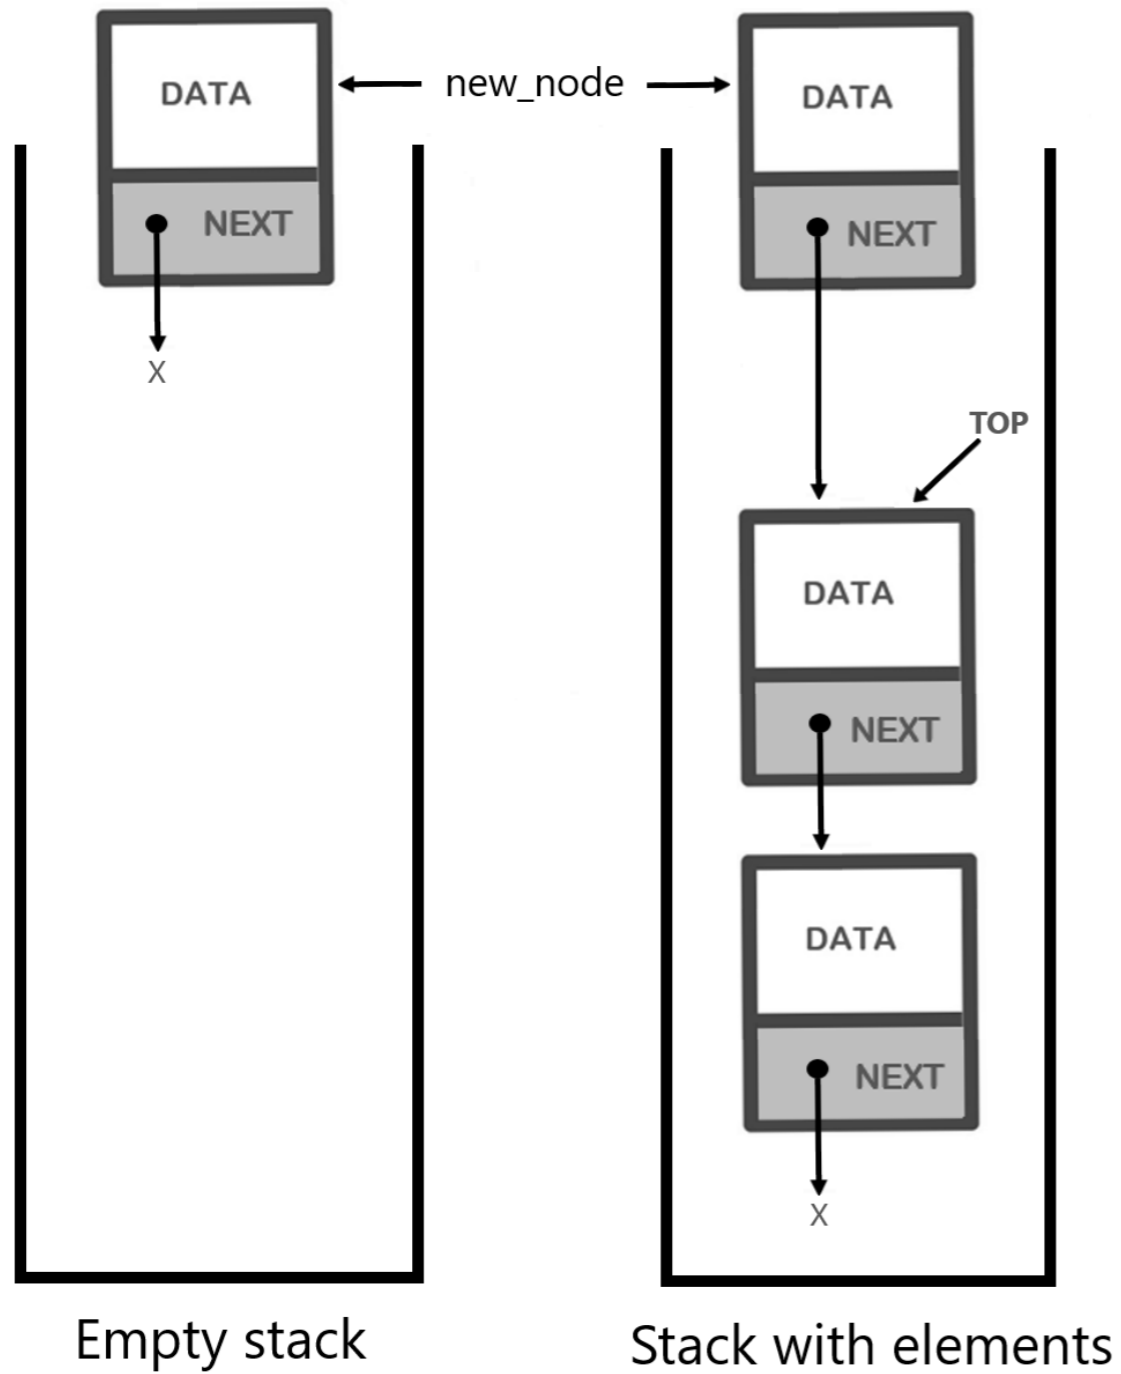 DATA
NEXT
X
new_node
DATA
NEXT
TOP
DATA
NEXT
DATA
NEXT
X
Empty stack
Stack with elements